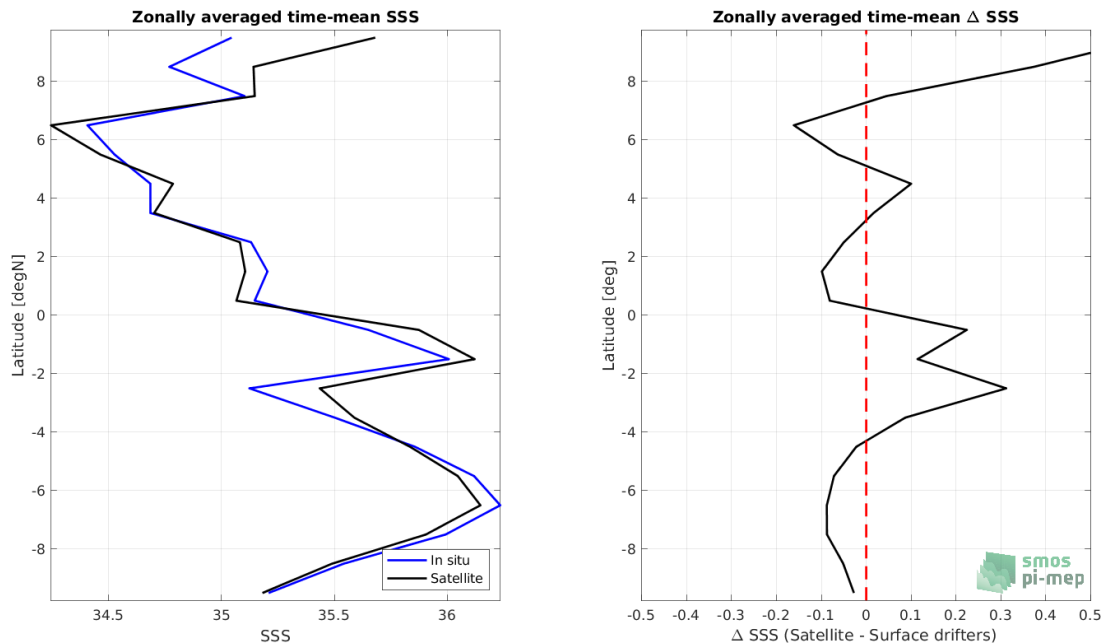 Zonally averaged time-mean SSS
Latitude [degN]
8
6
4
2
0
-2
-4
-6
-8
34.5 35 35.5 36
SSS
In situ
Satellite
Zonally averaged time-mean Δ SSS
Latitude [deg]
8
6
4
2
0
-2
-4
-6
-8
-0.5 -0.4 -0.3 -0.2 -0.1 0 0.1 0.2 0.3 0.4 0.5
Δ SSS (Satellite - Surface drifters)
smos
pi-mep